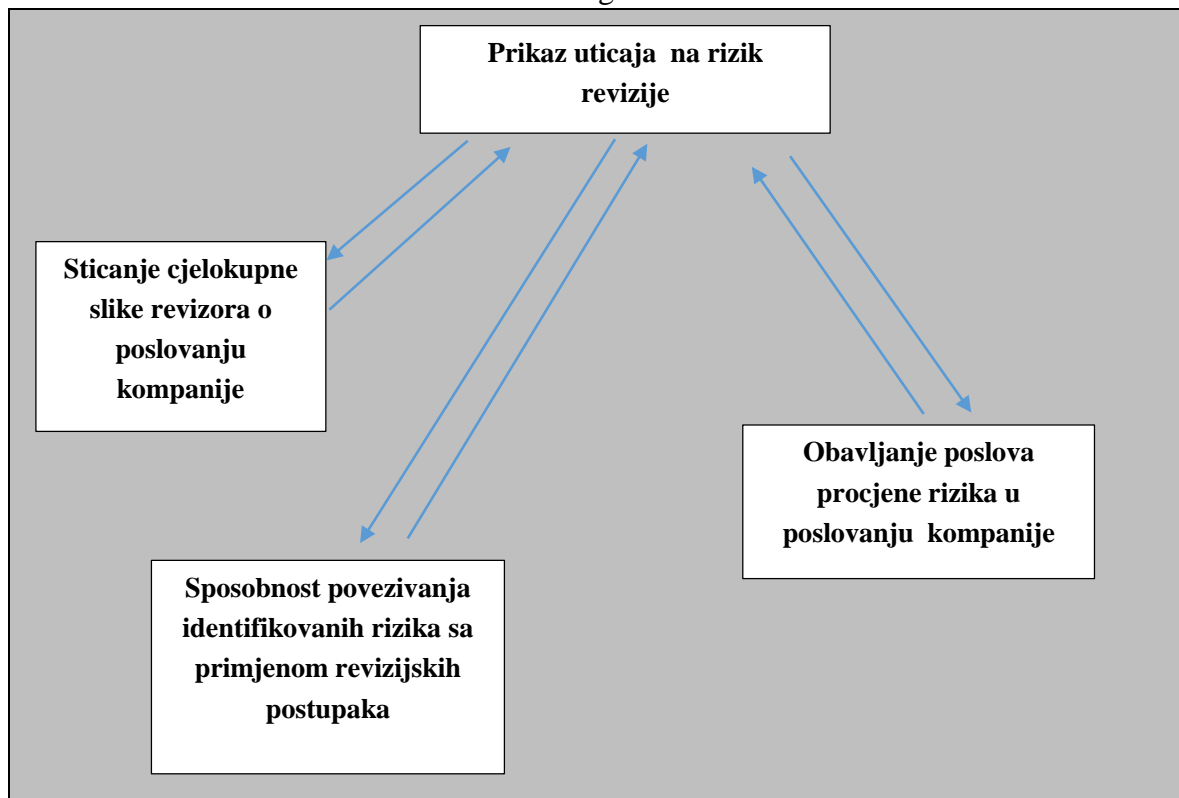 Prikaz uticaja  na rizik
revizije
Sticanje cjelokupne
slike revizora o
poslovanju
kompanije
Obavljanje poslova
procjene rizika u
poslovanju  kompanije
Sposobnost povezivanja
identifikovanih rizika sa
primjenom revizijskih
postupaka